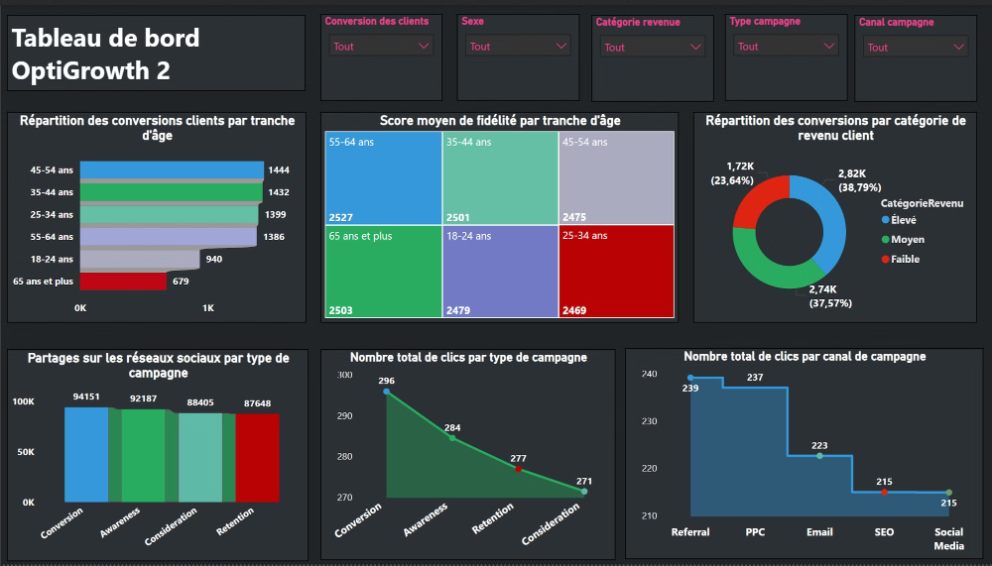 Tableau de bord
OptiGrowth 2
Conversion des clients
Tout
Sexe
Tout
Catégorie revenue
Tout
Type campagne
Tout
Canal campagne
Tout
Répartition des conversions clients par tranche
d'âge
45-54 ans 1444
35-44 ans 1432
25-34 ans 1399
55-64 ans 1386
18-24 ans 940
65 ans et plus 679
0K 1K
Score moyen de fidélité par tranche d'âge
55-64 ans 35-44 ans 45-54 ans
2527 2501 2475
65 ans et plus 18-24 ans 25-34 ans
2503 2479 2469
Répartition des conversions par catégorie de
revenu client
1,72K
(23,64%)
2,82K
(38,79%)
2,74K
(37,57%)
CatégorieRevenu
Élevé
Moyen
Faible
Partages sur les réseaux sociaux par type de
campagne
100K
50K
0K
94151 92187 88405 87648
Conversion Awareness Consideration Retention
Nombre total de clics par type de campagne
300
290
280
270
296
284
277
271
Conversion Awareness Retention Consideration
Nombre total de clics par canal de campagne
240
230
220
210
239
237
223
215
215
Referral PPC Email SEO Social
Media